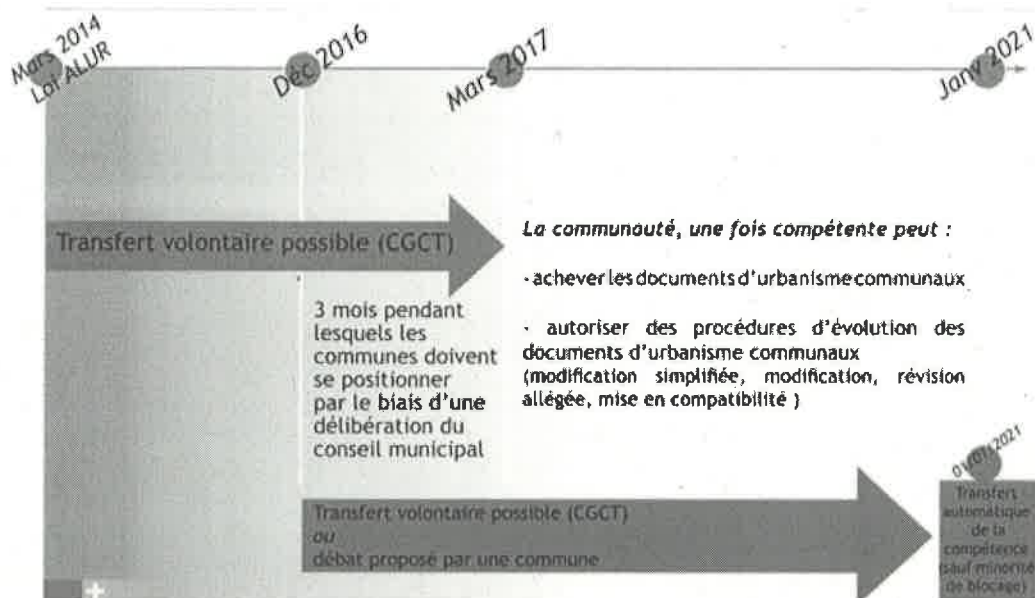 Mars 2014
Loi ALUR
Déc 2016
Mars 2017
Janv 2021
Transfert volontaire possible (CGCT)
3 mois pendant
lesquels les
communes doivent
se positionner
par le biais d'une
délibération du
conseil municipal
La communauté, une fois compétente peut :
- achever les documents d'urbanisme communaux
- autoriser des procédures d'évolution des
documents d'urbanisme communaux
(modification simplifiée, modification, révision
allégée, mise en compatibilité )
Transfert volontaire possible (CGCT)
ou
débat proposé par une commune
2021
Transfert
automatique
de la
compétence
(sauf minorité
de blocage)